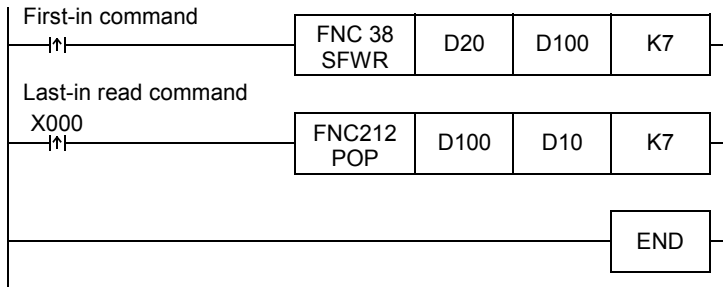 First-in command
FNC 38
SFWR
D20
D100
K7
Last-in read command
X000
FNC212
POP
D100
D10
K7
END